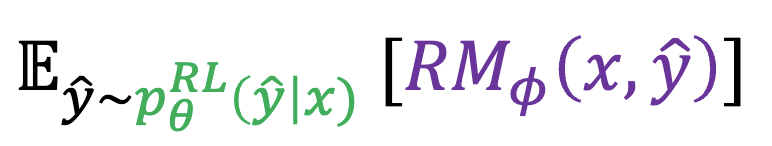 𝔼_{ŷ~p_θ^{RL}(ŷ|x)} [RM_ϕ(x, ŷ)]